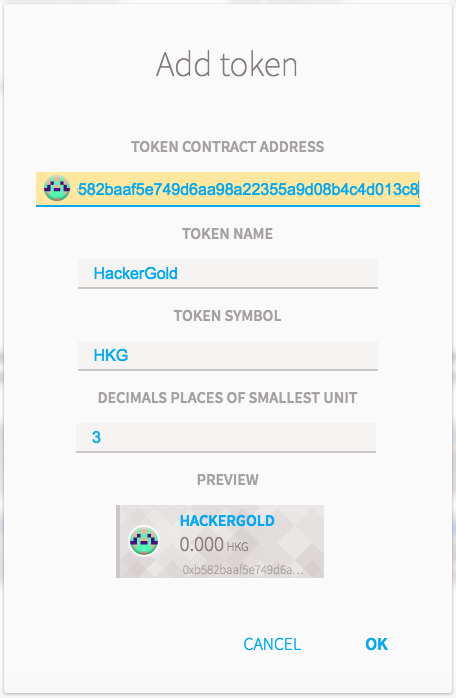 Add token
TOKEN CONTRACT ADDRESS
582baaf5e749d6aa98a22355a9d08b4c4d013c8
TOKEN NAME
HackerGold
TOKEN SYMBOL
HKG
DECIMALS PLACES OF SMALLEST UNIT
3
PREVIEW
HACKERGOLD
0.000 HKG
0xb582baaf5e749d6a...
CANCEL OK